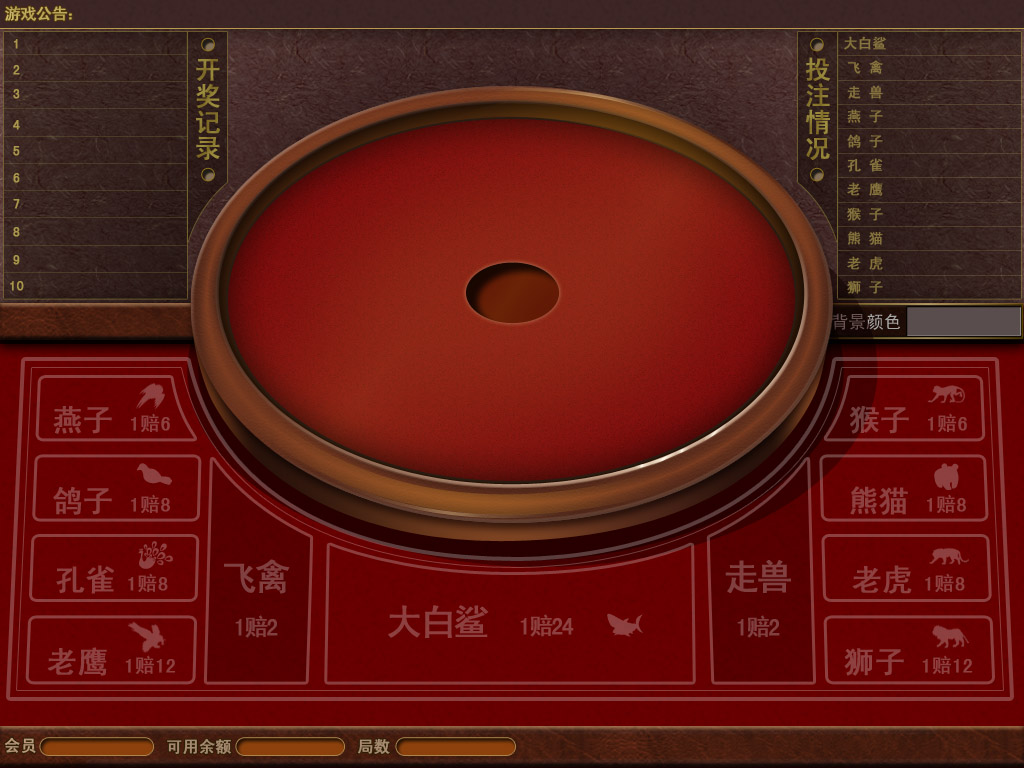 游戏公告:
1
2
3
4
5
6
7
8
9
10
开奖记录
投注情况
大白鲨
飞 禽
走 兽
燕 子
鸽 子
孔 雀
老 鹰
猴 子
熊 猫
老 虎
狮 子
背景颜色
燕子 1赔6
鸽子 1赔8
孔雀 1赔8
老鹰 1赔12
飞禽
1赔2
大白鲨 1赔24
走兽
1赔2
猴子 1赔6
熊猫 1赔8
老虎 1赔8
狮子 1赔12
会员 可用余额 局数